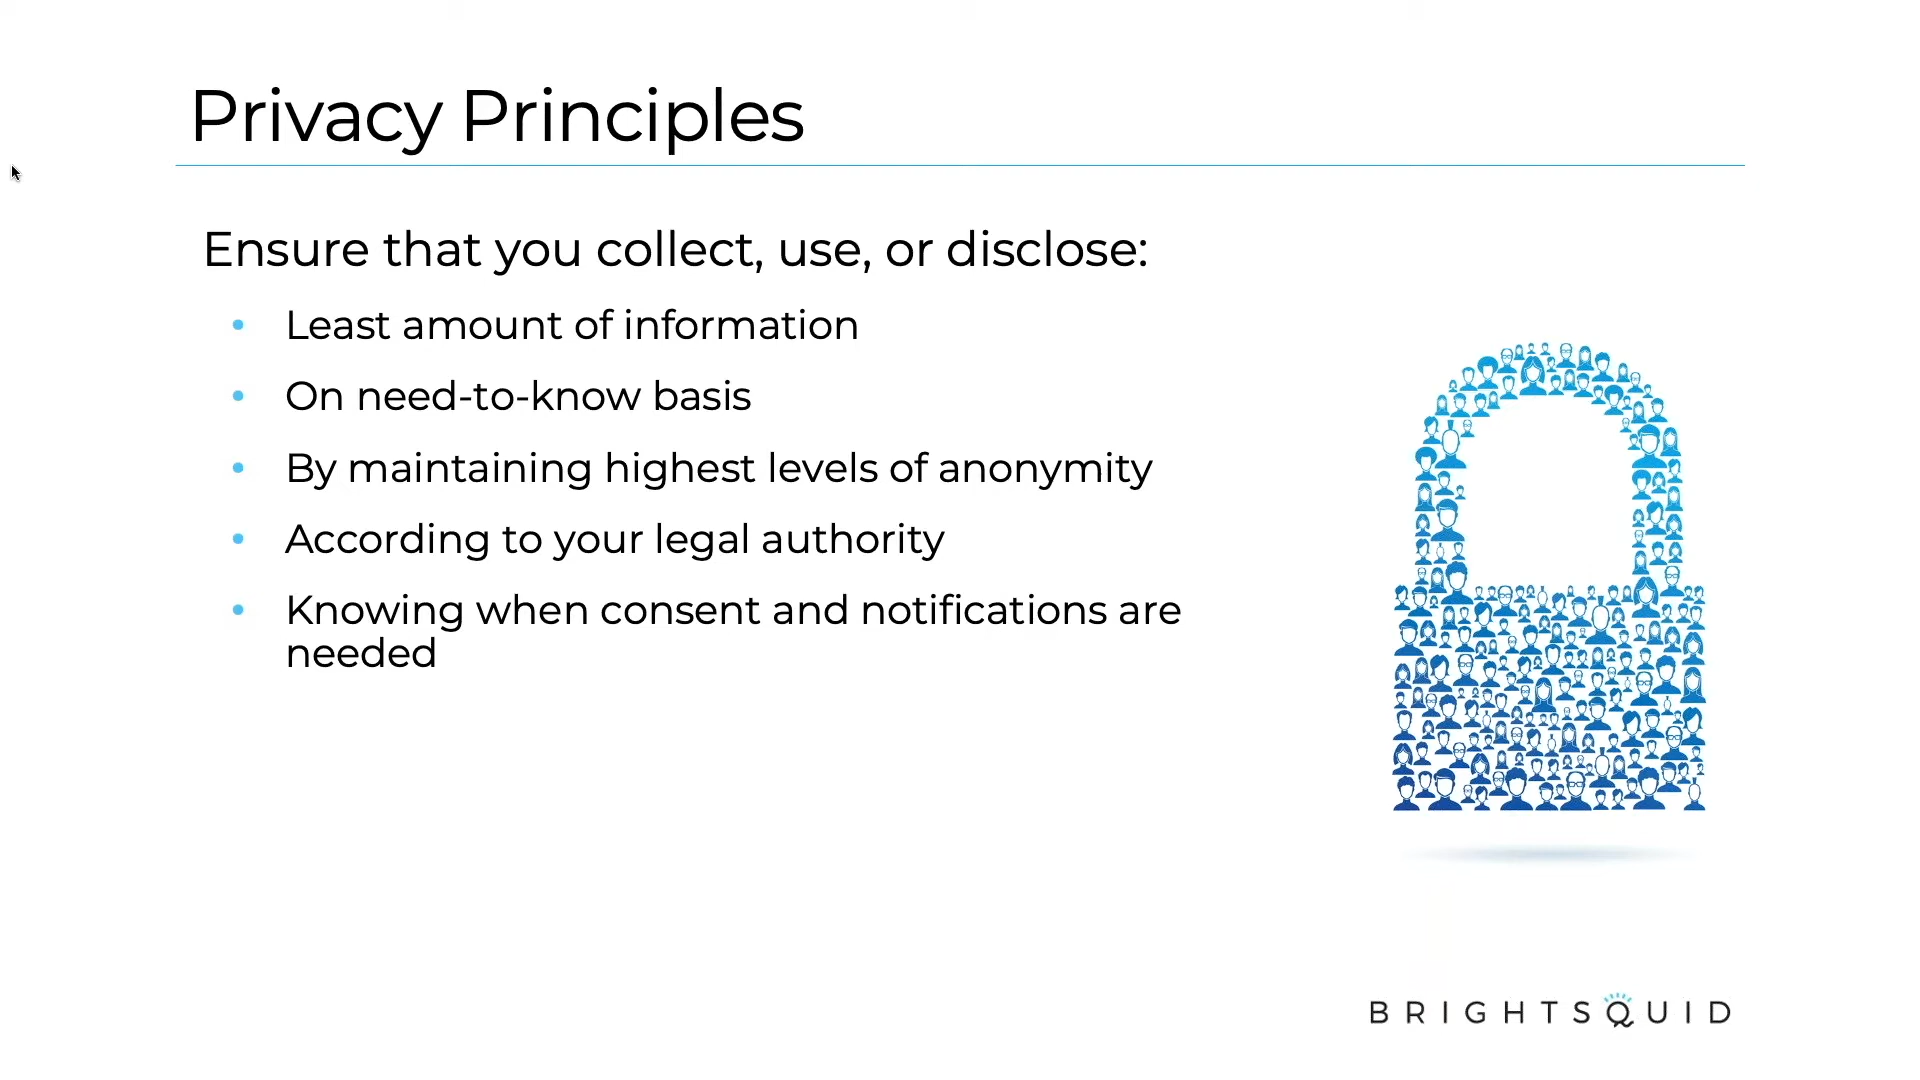 Privacy Principles
Ensure that you collect, use, or disclose:
• Least amount of information
• On need-to-know basis
• By maintaining highest levels of anonymity
• According to your legal authority
• Knowing when consent and notifications are
needed
BRIGHTSQUID